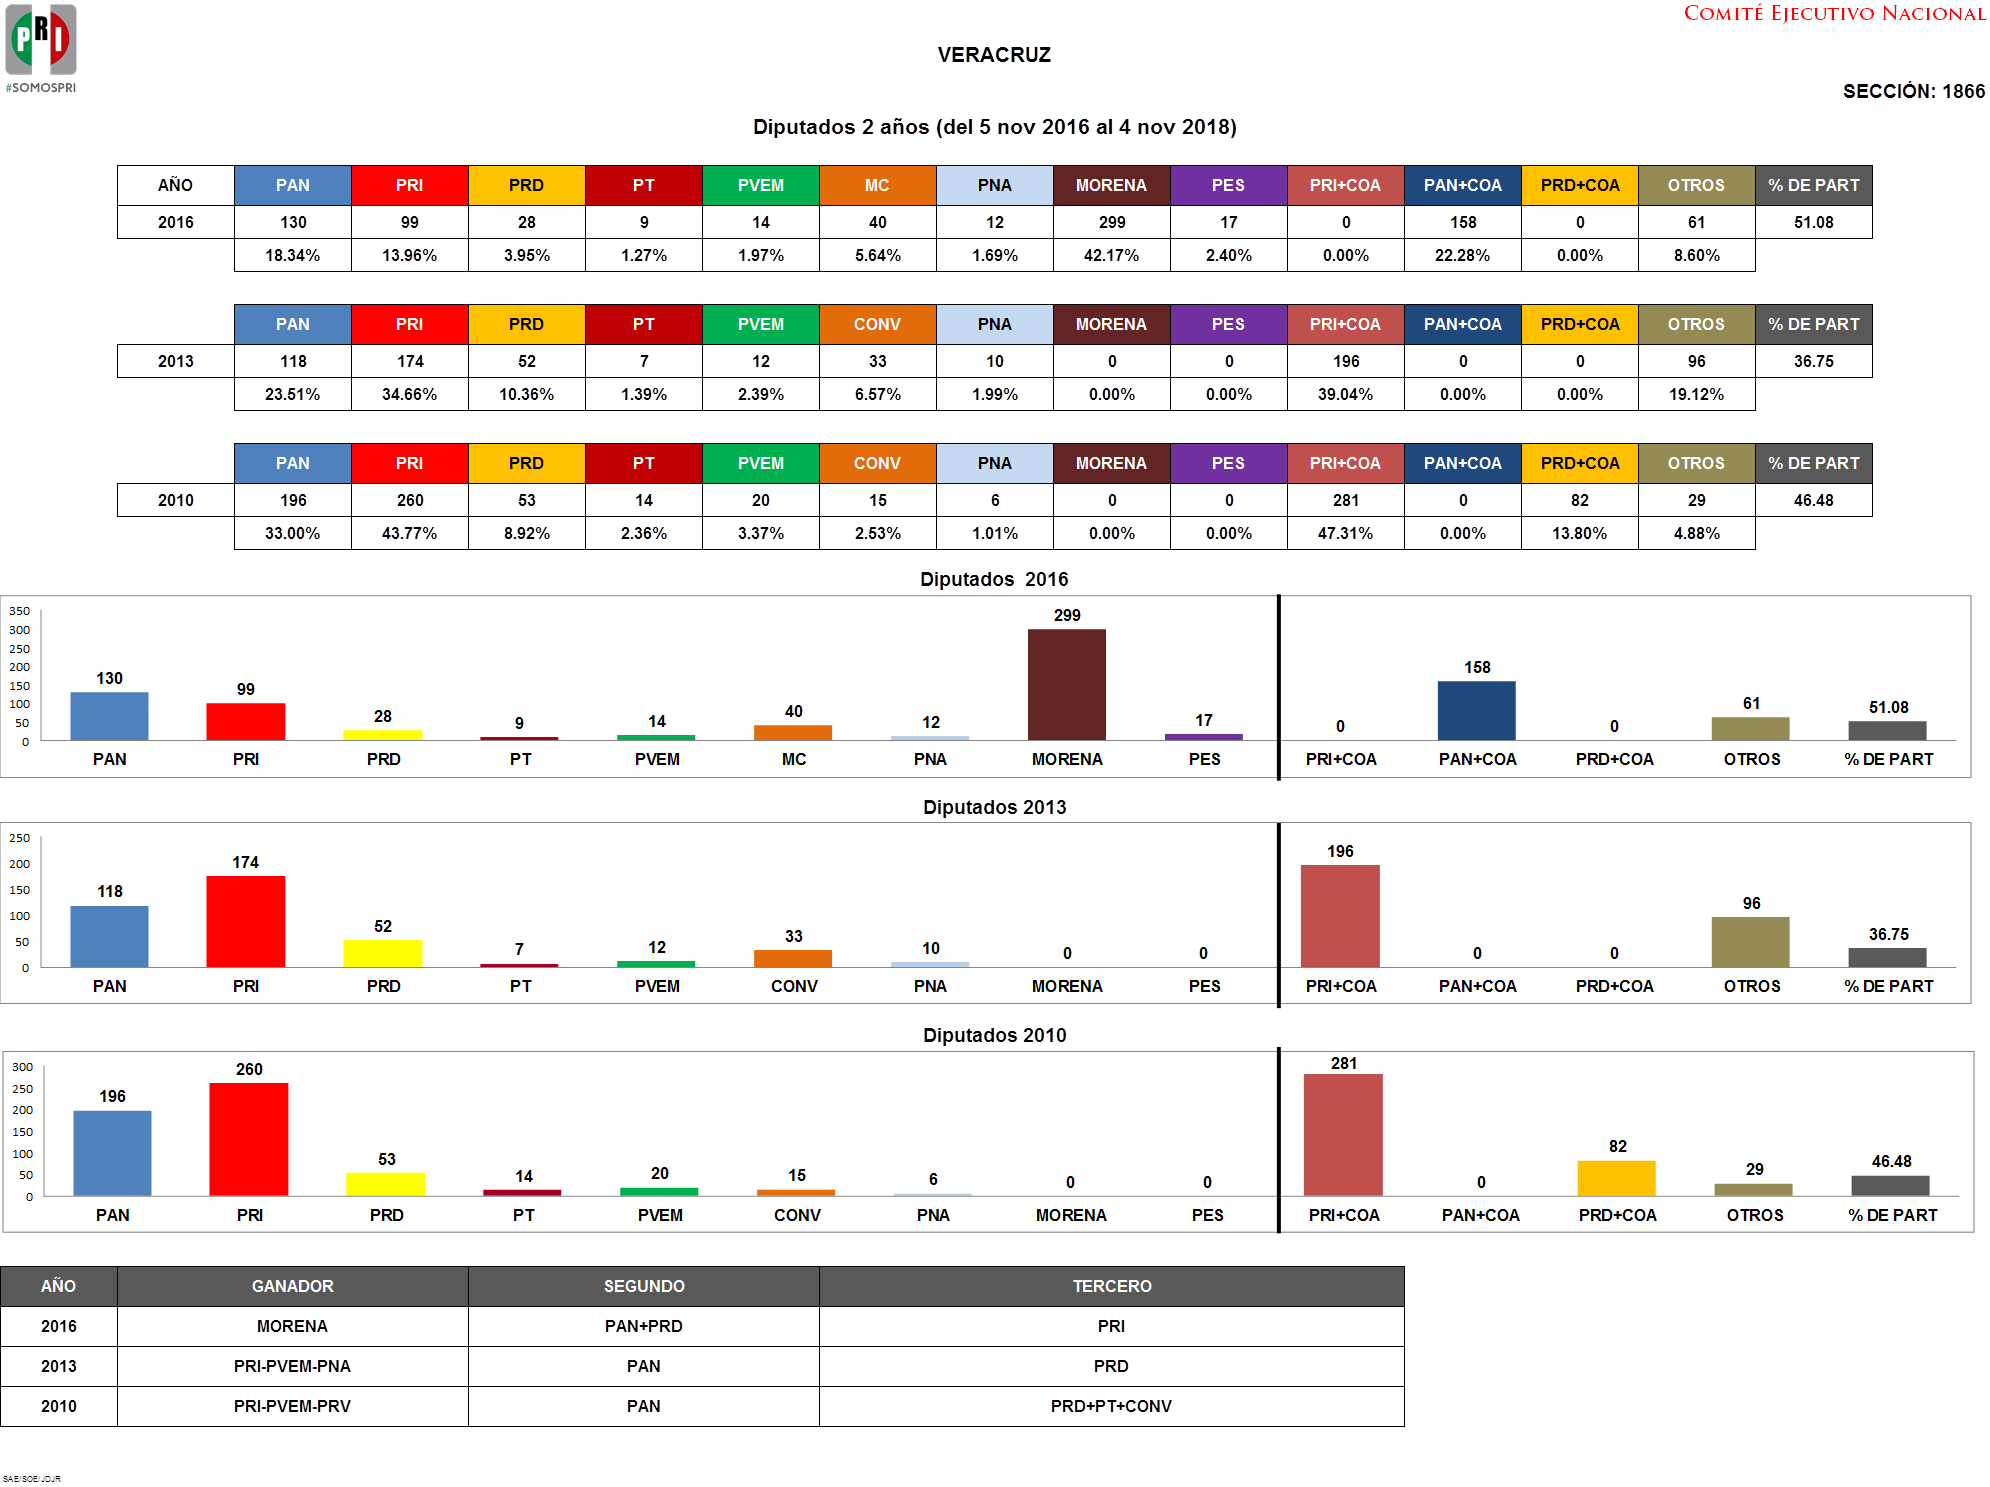 PRI
#SOMOSPRI
COMITÉ EJECUTIVO NACIONAL
VERACRUZ
SECCIÓN: 1866
Diputados 2 años (del 5 nov 2016 al 4 nov 2018)
AÑO PAN PRI PRD PT PVEM MC PNA MORENA PES PRI+COA PAN+COA PRD+COA OTROS % DE PART
2016 130 99 28 9 14 40 12 299 17 0 158 0 61 51.08
18.34% 13.96% 3.95% 1.27% 1.97% 5.64% 1.69% 42.17% 2.40% 0.00% 22.28% 0.00% 8.60%
PAN PRI PRD PT PVEM CONV PNA MORENA PES PRI+COA PAN+COA PRD+COA OTROS % DE PART
2013 118 174 52 7 12 33 10 0 0 196 0 0 96 36.75
23.51% 34.66% 10.36% 1.39% 2.39% 6.57% 1.99% 0.00% 0.00% 39.04% 0.00% 0.00% 19.12%
PAN PRI PRD PT PVEM CONV PNA MORENA PES PRI+COA PAN+COA PRD+COA OTROS % DE PART
2010 196 260 53 14 20 15 6 0 0 281 0 82 29 46.48
33.00% 43.77% 8.92% 2.36% 3.37% 2.53% 1.01% 0.00% 0.00% 47.31% 0.00% 13.80% 4.88%
Diputados 2016
350
300
250
200
150
100
50
0
130 99 28 9 14 40 12 299 17 0 158 0 61 51.08
PAN PRI PRD PT PVEM MC PNA MORENA PES PRI+COA PAN+COA PRD+COA OTROS % DE PART
Diputados 2013
250
200
150
100
50
0
118 174 52 7 12 33 10 0 0 196 0 0 96 36.75
PAN PRI PRD PT PVEM CONV PNA MORENA PES PRI+COA PAN+COA PRD+COA OTROS % DE PART
Diputados 2010
300
250
200
150
100
50
0
196 260 53 14 20 15 6 0 0 281 0 82 29 46.48
PAN PRI PRD PT PVEM CONV PNA MORENA PES PRI+COA PAN+COA PRD+COA OTROS % DE PART
AÑO GANADOR SEGUNDO TERCERO
2016 MORENA PAN+PRD PRI
2013 PRI-PVEM-PNA PAN PRD
2010 PRI-PVEM-PRV PAN PRD+PT+CONV
SAE/SOE/JDJR